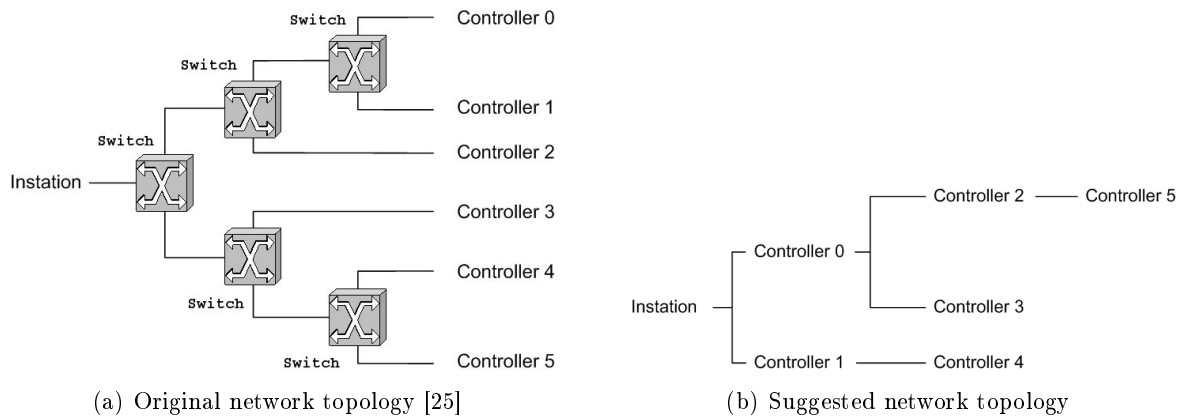 Switch
Controller 0
Switch
Controller 1
Switch
Controller 2
Instation
Controller 3
Controller 4
Switch
Switch
Controller 5
(a) Original network topology [25]
Controller 2
Controller 5
Controller 0
Instation
Controller 3
Controller 1
Controller 4
(b) Suggested network topology